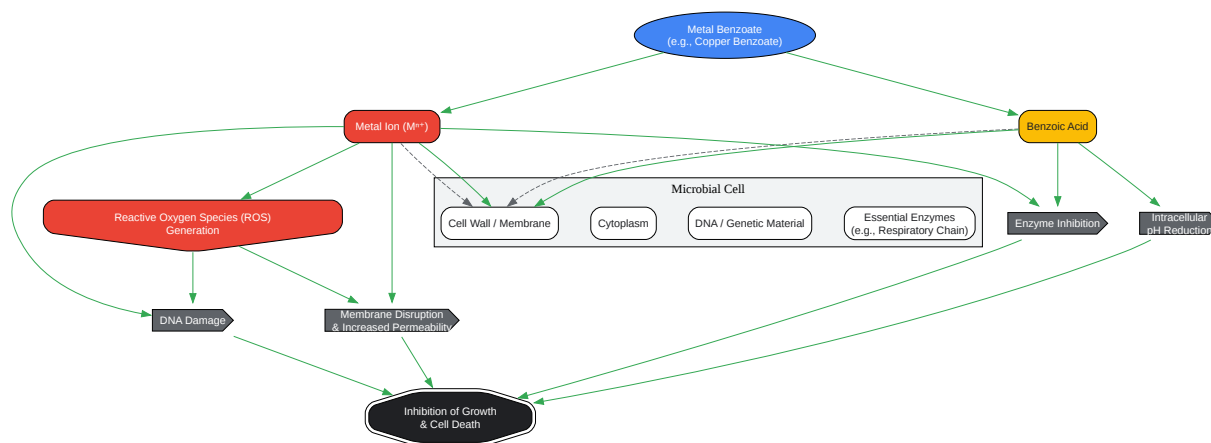 Metal Benzoate
(e.g., Copper Benzoate)
Metal Ion (Mⁿ⁺)
Benzoic Acid
Microbial Cell
Reactive Oxygen Species (ROS)
Generation
Cell Wall / Membrane
Cytoplasm
DNA / Genetic Material
Essential Enzymes
(e.g., Respiratory Chain)
Enzyme Inhibition
Intracellular
pH Reduction
DNA Damage
Membrane Disruption
& Increased Permeability
Inhibition of Growth
& Cell Death